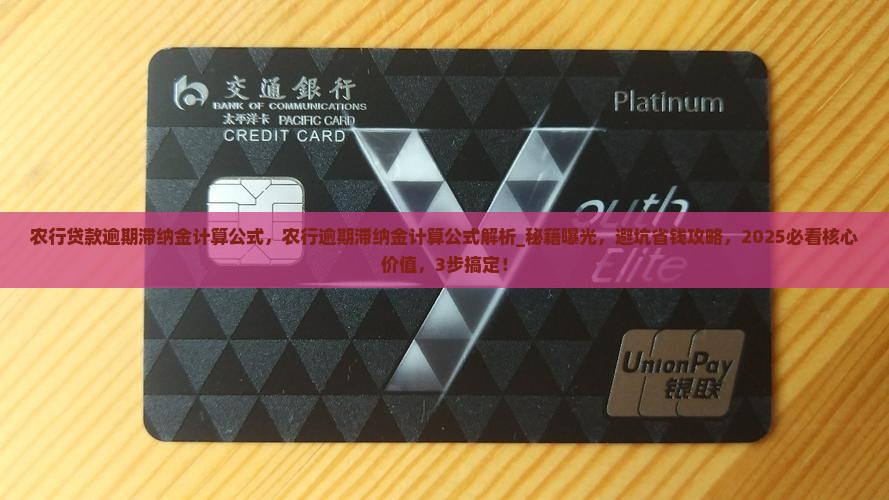 交通銀行
BANK OF COMMUNICATIONS
太平洋卡 PACIFIC CARD
CREDIT CARD
Platinum
outh
农行贷款逾期滞纳金计算公式，农行逾期滞纳金计算公式解析_秘籍曝光，避坑省钱攻略，2025必看核心
价值，3步搞定！
Elite
UnionPay
银联